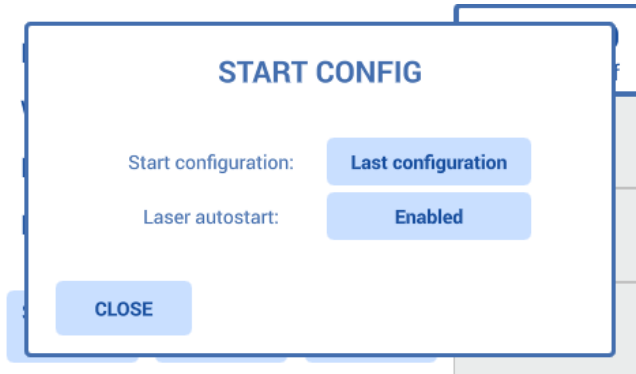 START CONFIG
Start configuration: Last configuration
Laser autostart: Enabled
CLOSE